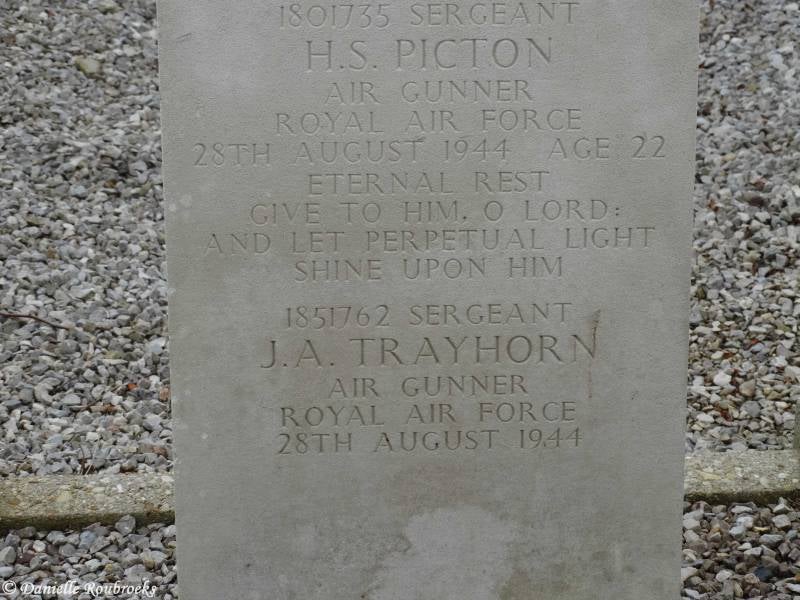 1801735 SERGEANT
H.S. PICTON
AIR GUNNER
ROYAL AIR FORCE
28TH AUGUST 1944 AGE 22
ETERNAL REST
GIVE TO HIM, O LORD:
AND LET PERPETUAL LIGHT
SHINE UPON HIM
1851762 SERGEANT
J.A. TRAYHORN
AIR GUNNER
ROYAL AIR FORCE
28TH AUGUST 1944
© Danielle Roubroeks